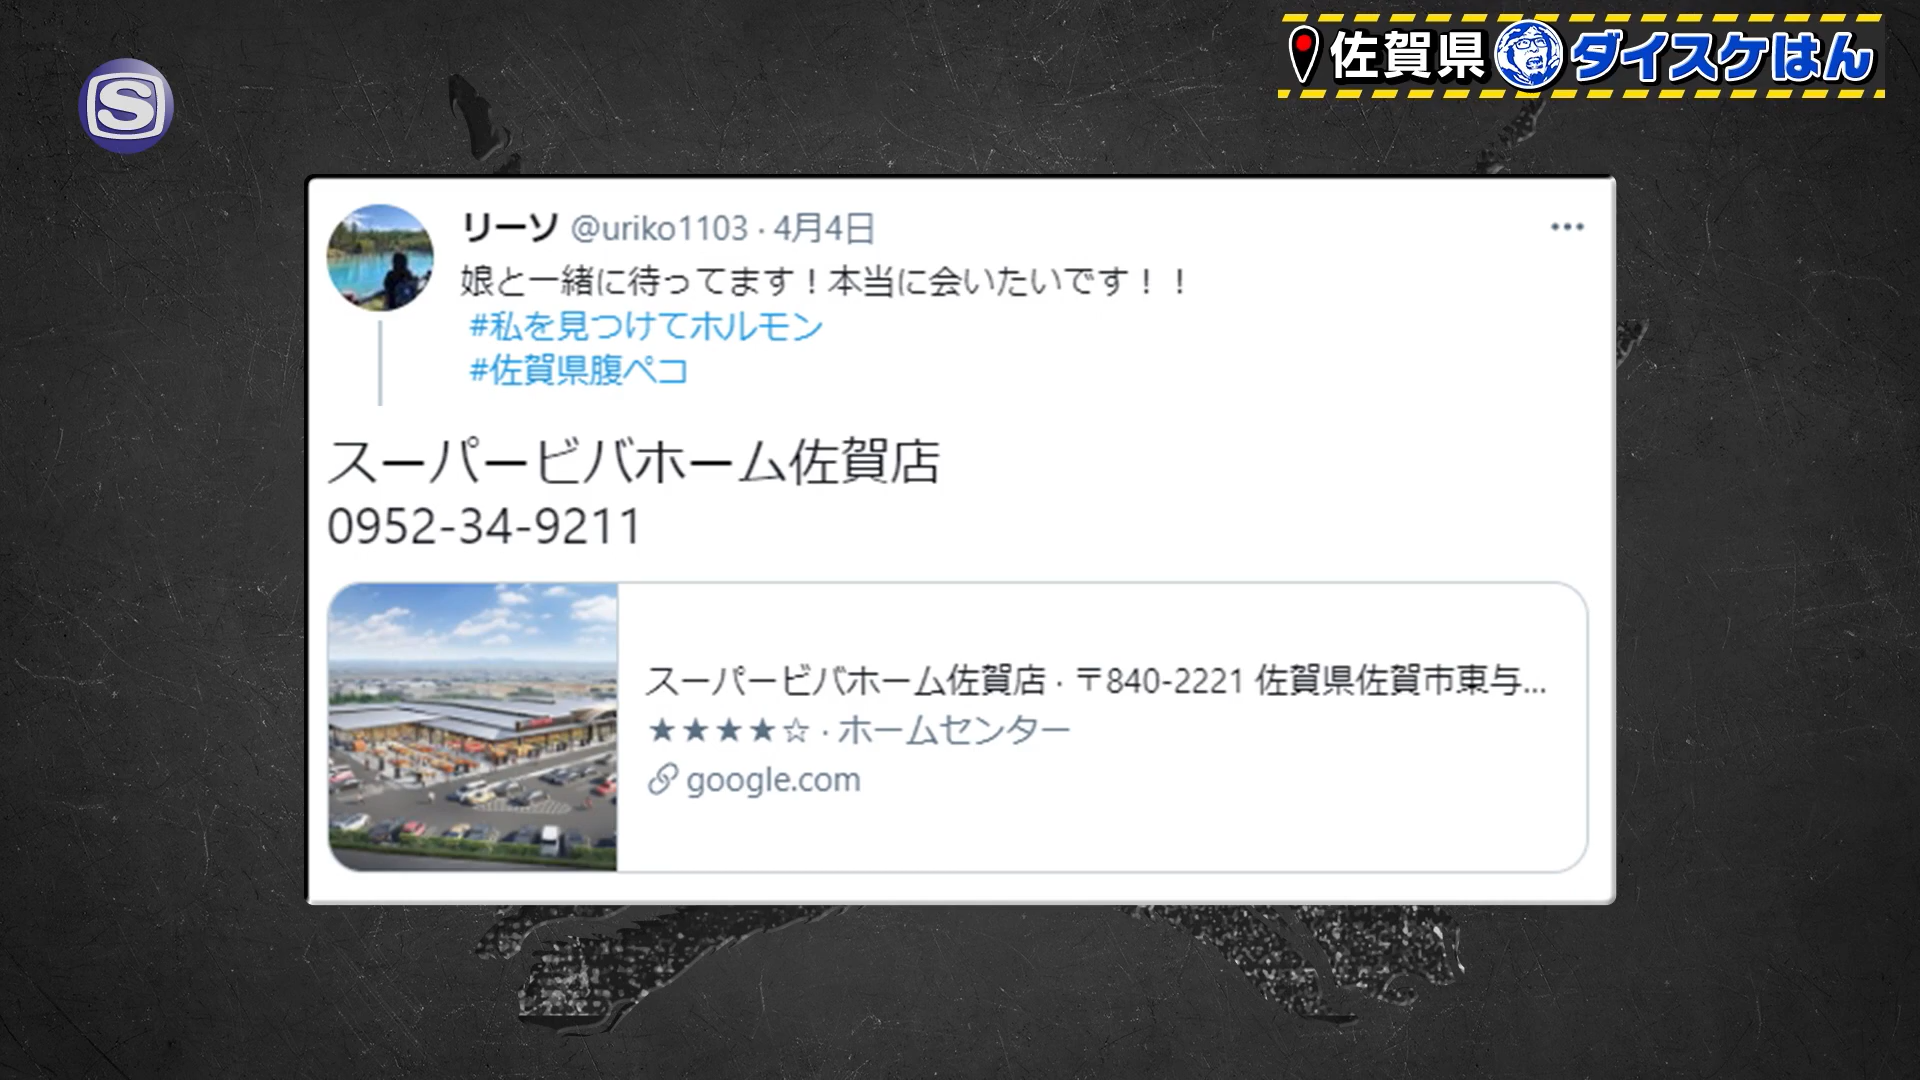 S
佐賀県 ダイスケはん
リーソ @uriko1103 · 4月4日
娘と一緒に待ってます！本当に会いたいです！！
#私を見つけてホルモン
#佐賀県腹ペコ
スーパービバホーム佐賀店
0952-34-9211
スーパービバホーム佐賀店 · 〒840-2221 佐賀県佐賀市東与...
★★★★☆ · ホームセンター
google.com